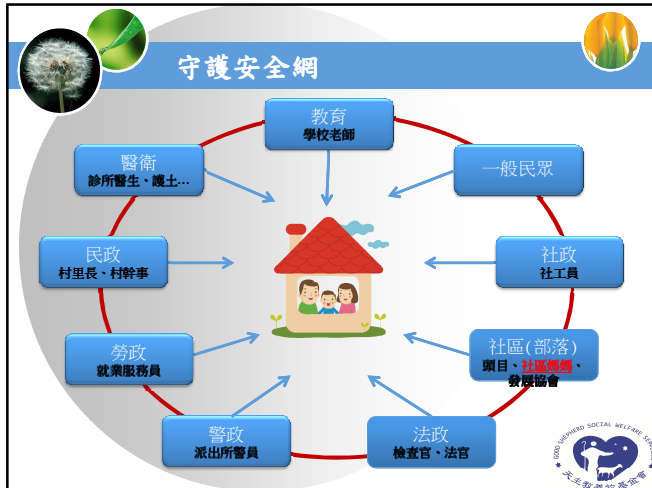 守護安全網
教育
學校老師
醫衛
診所醫生、護士...
一般民眾
民政
村里長、村幹事
社政
社工員
勞政
就業服務員
社區(部落)
頭目、社區媽媽、
發展協會
警政
派出所警員
法政
檢查官、法官
GOOD SHEPHERD SOCIAL WELFARE SERVICES